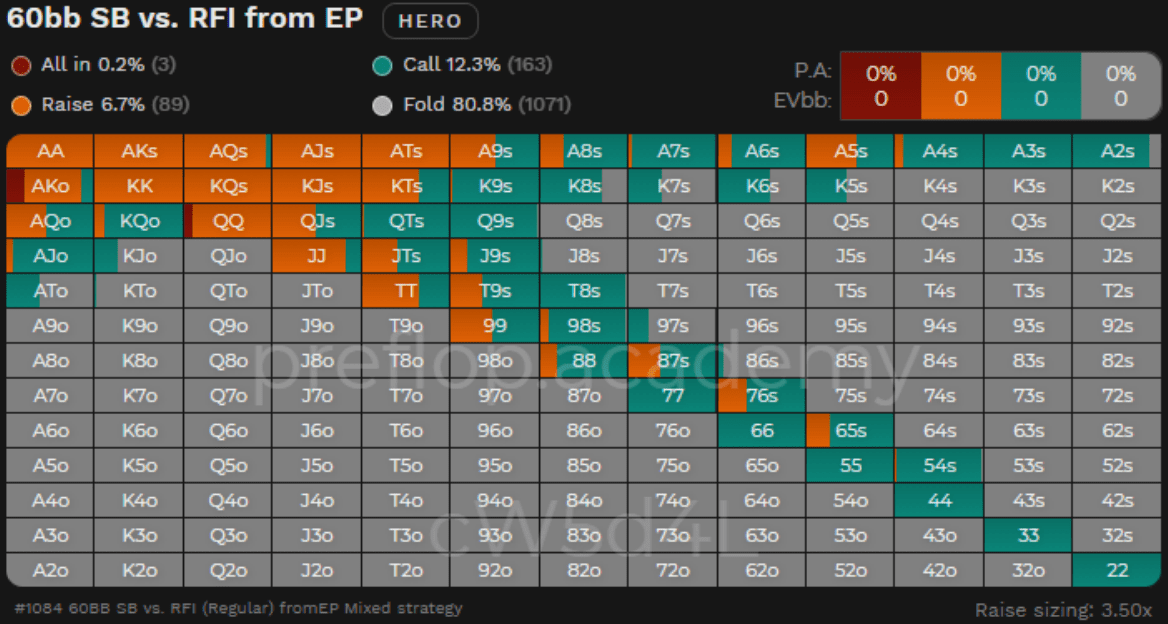 60bb SB vs. RFI from EP HERO
All in 0.2% (3) Call 12.3% (163)
Raise 6.7% (89) Fold 80.8% (1071)
P.A: 0% 0% 0% 0%
EVbb: 0 0 0 0
AA AKs AQs AJs ATs A9s A8s A7s A6s A5s A4s A3s A2s
AKo KK KQs KJs KTs K9s K8s K7s K6s K5s K4s K3s K2s
AQo KQo QQ QJs QTs Q9s Q8s Q7s Q6s Q5s Q4s Q3s Q2s
AJo KJo QJo JJ JTs J9s J8s J7s J6s J5s J4s J3s J2s
ATo KTo QTo JTo TT T9s T8s T7s T6s T5s T4s T3s T2s
A9o K9o Q9o J9o T9o 99 98s 97s 96s 95s 94s 93s 92s
A8o K8o Q8o J8o T8o 98o 88 87s 86s 85s 84s 83s 82s
preflop.academy
A7o K7o Q7o J7o T7o 97o 87o 77 76s 75s 74s 73s 72s
A6o K6o Q6o J6o T6o 96o 86o 76o 66 65s 64s 63s 62s
A5o K5o Q5o J5o T5o 95o 85o 75o 65o 55 54s 53s 52s
A4o K4o Q4o J4o T4o 94o 84o 74o 64o 54o 44 43s 42s
cW5d4L
A3o K3o Q3o J3o T3o 93o 83o 73o 63o 53o 43o 33 32s
A2o K2o Q2o J2o T2o 92o 82o 72o 62o 52o 42o 32o 22
#1084 60BB SB vs. RFI (Regular) fromEP Mixed strategy
Raise sizing: 3.50x